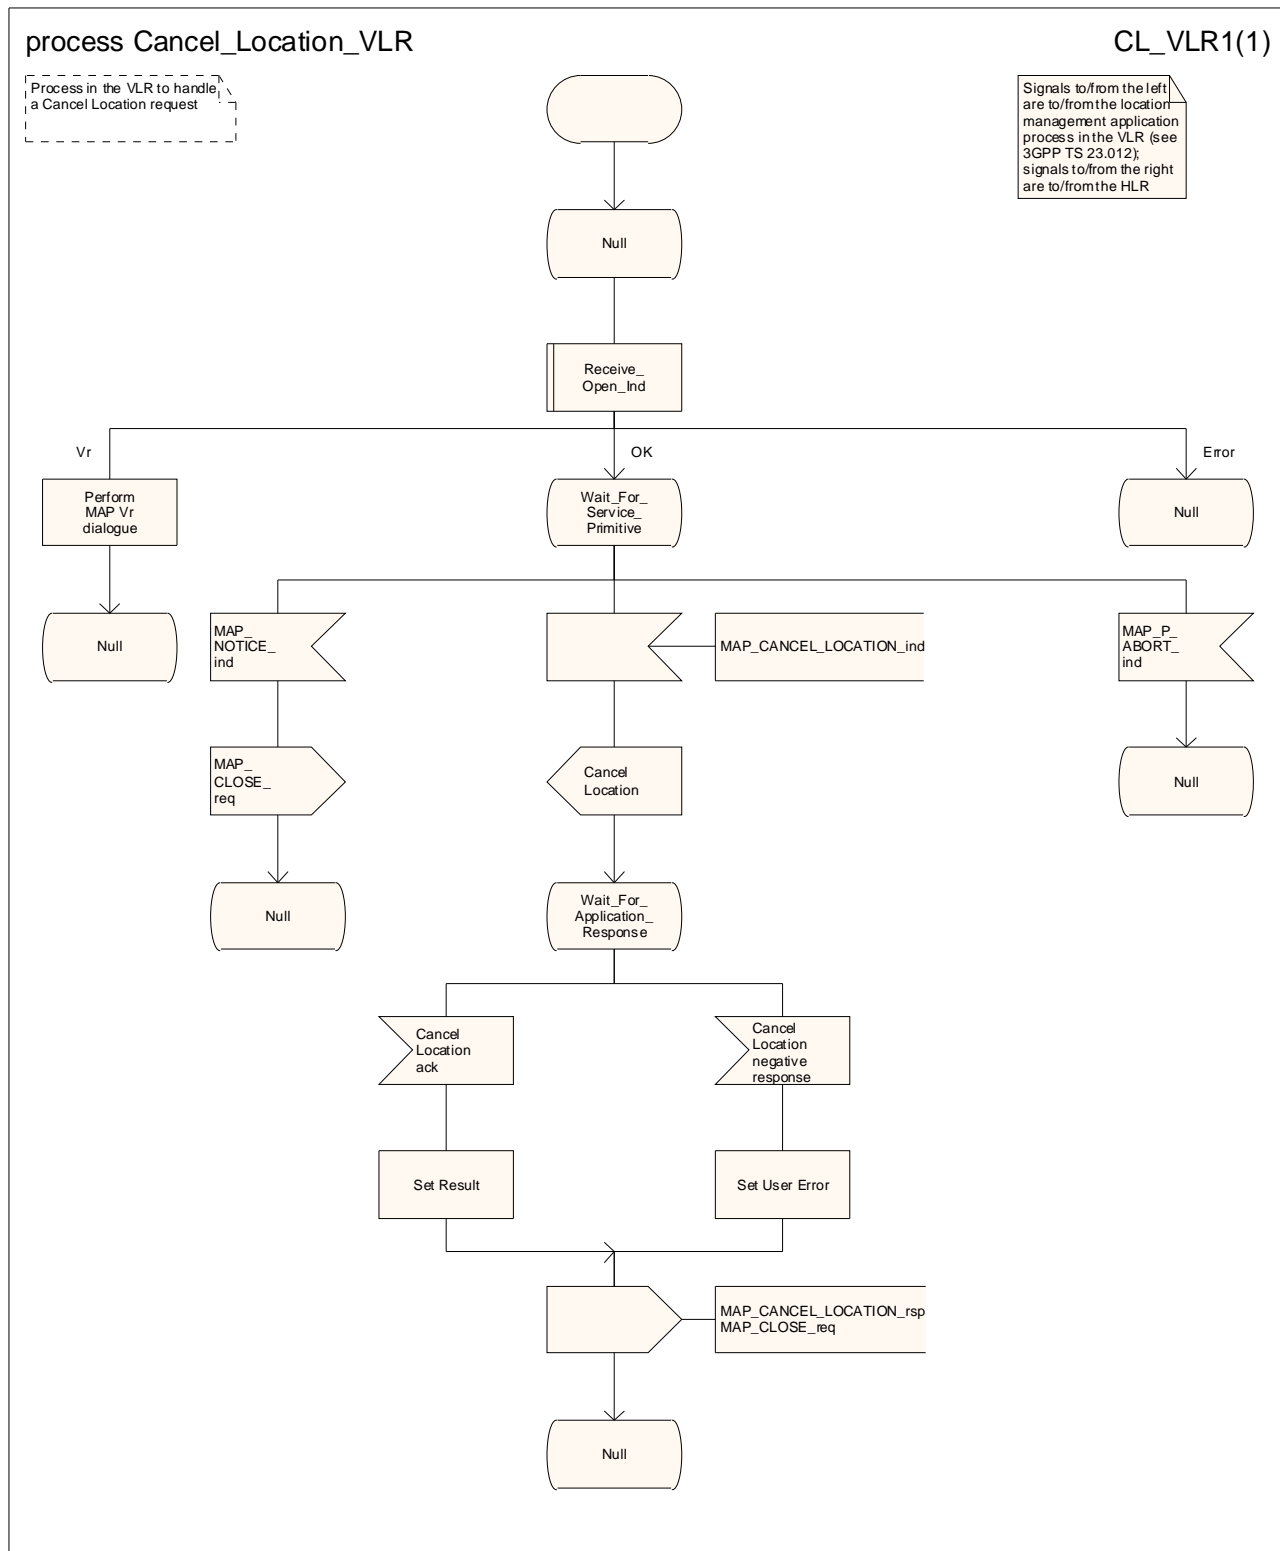 process Cancel_Location_VLR
CL_VLR1(1)
Process in the VLR to handle
a Cancel Location request
Signals to/from the left
are to/from the location
management application
process in the VLR (see
3GPP TS 23.012);
signals to/from the right
are to/from the HLR
Null
Receive_
Open_Ind
Vr
OK
Error
Perform
MAP Vr
dialogue
Wait_For_
Service_
Primitive
Null
Null
MAP_
NOTICE_
ind
MAP_CANCEL_LOCATION_ind
MAP_P_
ABORT_
ind
MAP_
CLOSE_
req
Cancel
Location
Null
Null
Wait_For_
Application_
Response
Cancel
Location
ack
Cancel
Location
negative
response
Set Result
Set User Error
MAP_CANCEL_LOCATION_rsp
MAP_CLOSE_req
Null